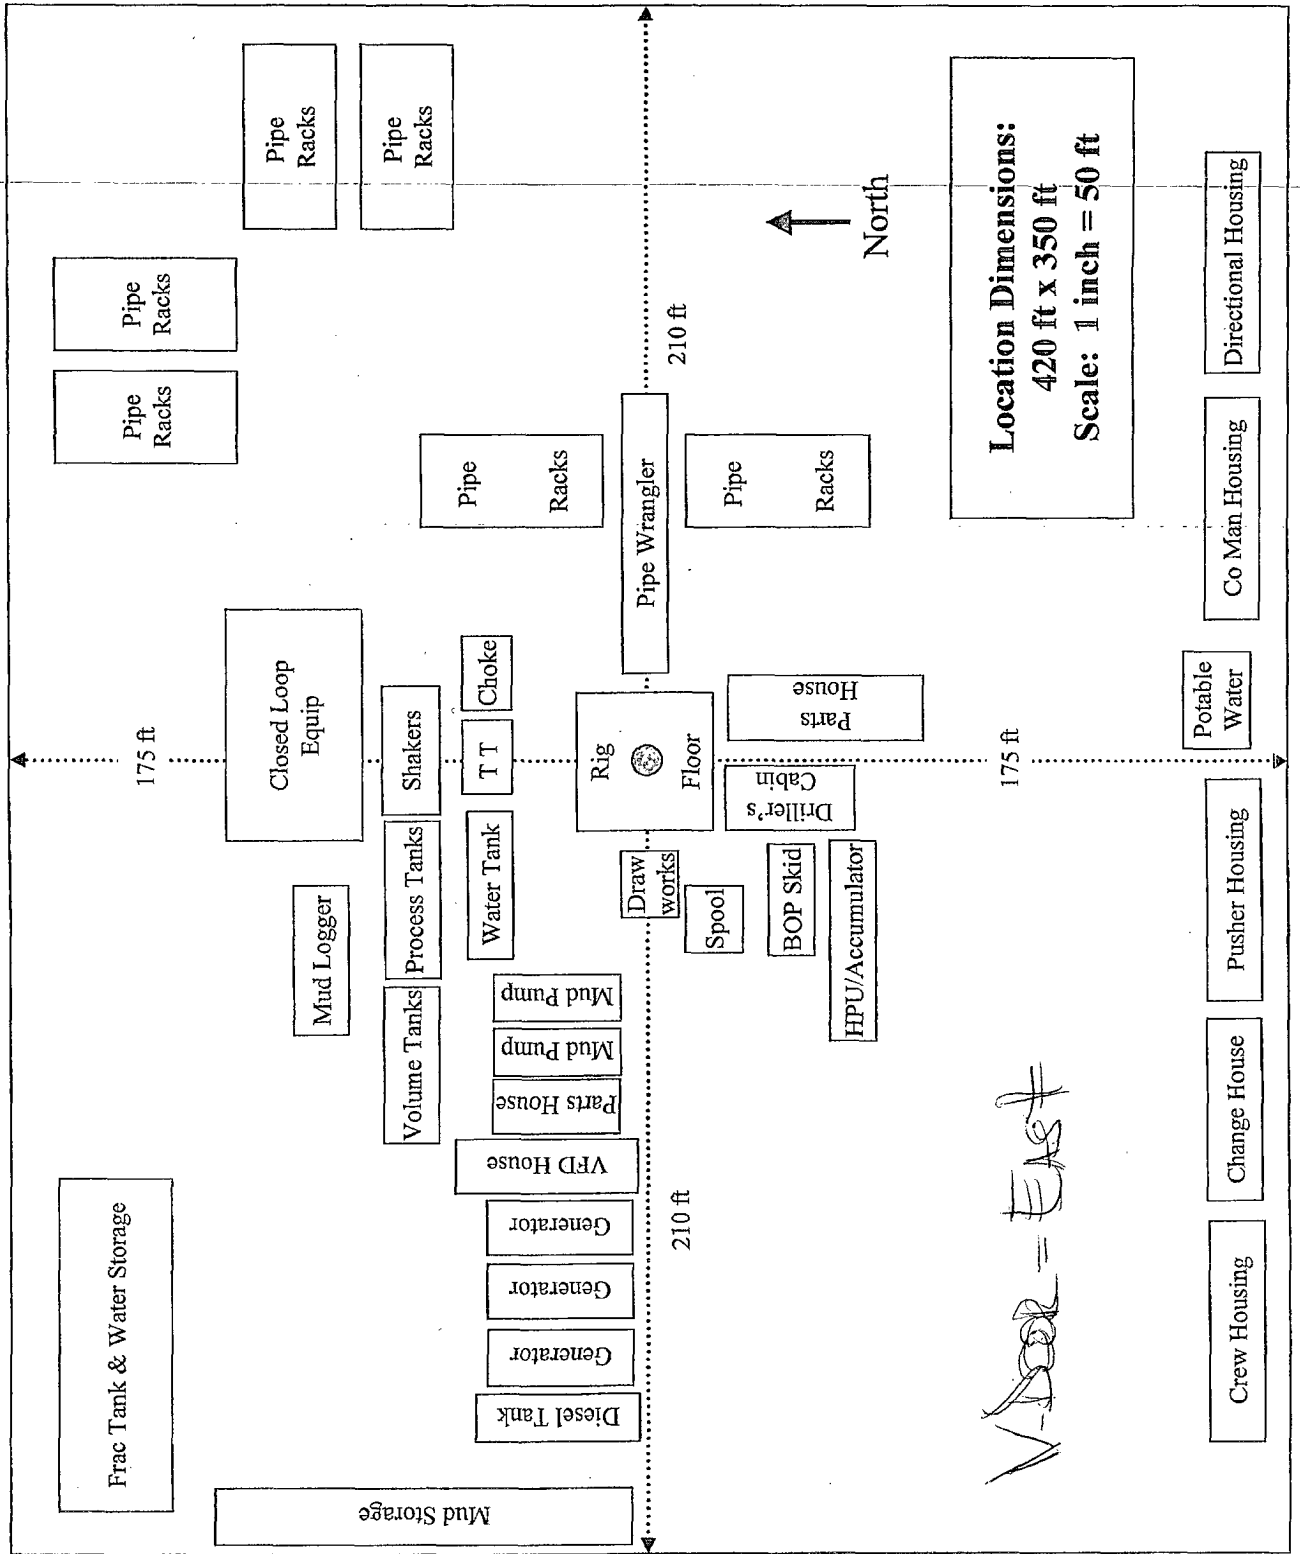 Frac Tank & Water Storage
Pipe
Racks
Pipe
Racks
175 ft
Closed Loop
Equip
Pipe
Racks
Pipe
Racks
Mud Logger
Volume Tanks
Process Tanks
Shakers
Water Tank
T T
Choke
Pipe
Racks
Mud Storage
Diesel Tank
Generator
Generator
Generator
VFD House
Parts House
Mud Pump
Mud Pump
210 ft
Draw
works
Rig
Floor
Pipe Wrangler
210 ft
Spool
BOP Skid
HPU/Accumulator
Driller's
Cabin
Parts
House
Pipe
Racks
North
175 ft
V-DOOR = EAST
Location Dimensions:
420 ft x 350 ft
Scale: 1 inch = 50 ft
Crew Housing
Change House
Pusher Housing
Potable
Water
Co Man Housing
Directional Housing